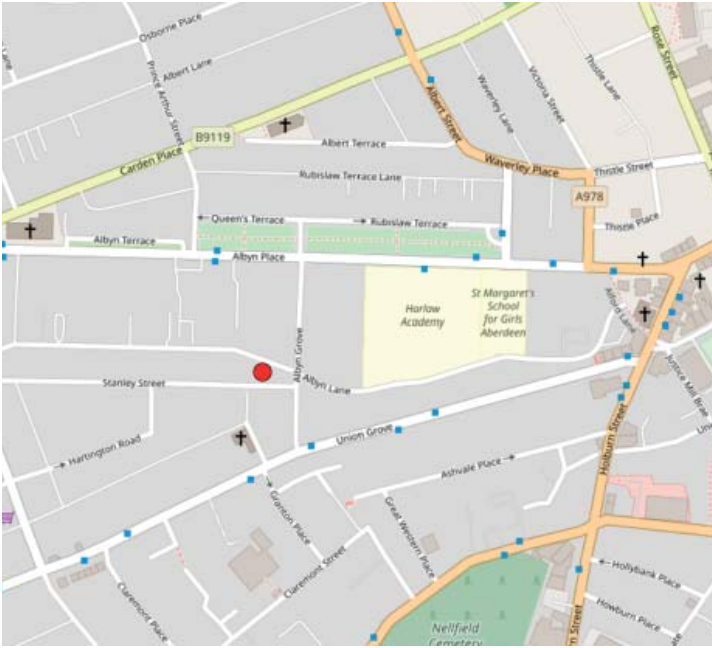 Osborne Place
Lane
Albert Lane
Prince Arthur Street
B9119
Carden Place
Albert Terrace
Albert Street
Waverley Lane
Victoria Street
Thistle Lane
Rose Street
Waverley Place
Thistle Street
Rubislaw Terrace Lane
A978
Queen's Terrace
Rubislaw Terrace
Thistle Place
Albyn Terrace
Albyn Place
Harlaw
Academy
St Margaret's
School
for Girls
Aberdeen
Alford Lane
Albyn Grove
Albyn Lane
Stanley Street
Justice Mill Brae
Union Grove
Holburn Street
Hartington Road
Ashvale Place
Granton Place
Great Western Place
Claremont Street
Claremont Place
Hollybank Place
Howburn Place
Nellfield
Cemetery